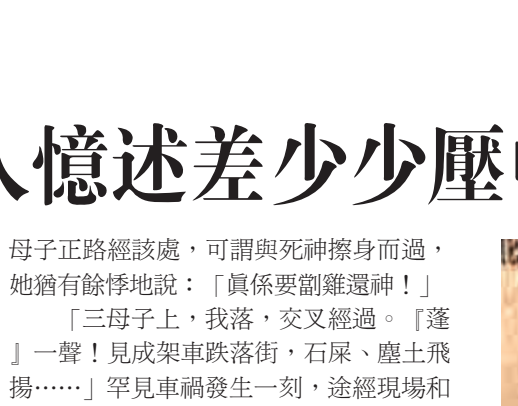 人憶述差少少壓中
母子正路經該處，可謂與死神擦身而過，
她猶有餘悸地說：「眞係要劏雞還神！」
「三母子上，我落，交叉經過。『蓬
』一聲！見成架車跌落街，石屎、塵土飛
揚……」罕見車禍發生一刻，途經現場和